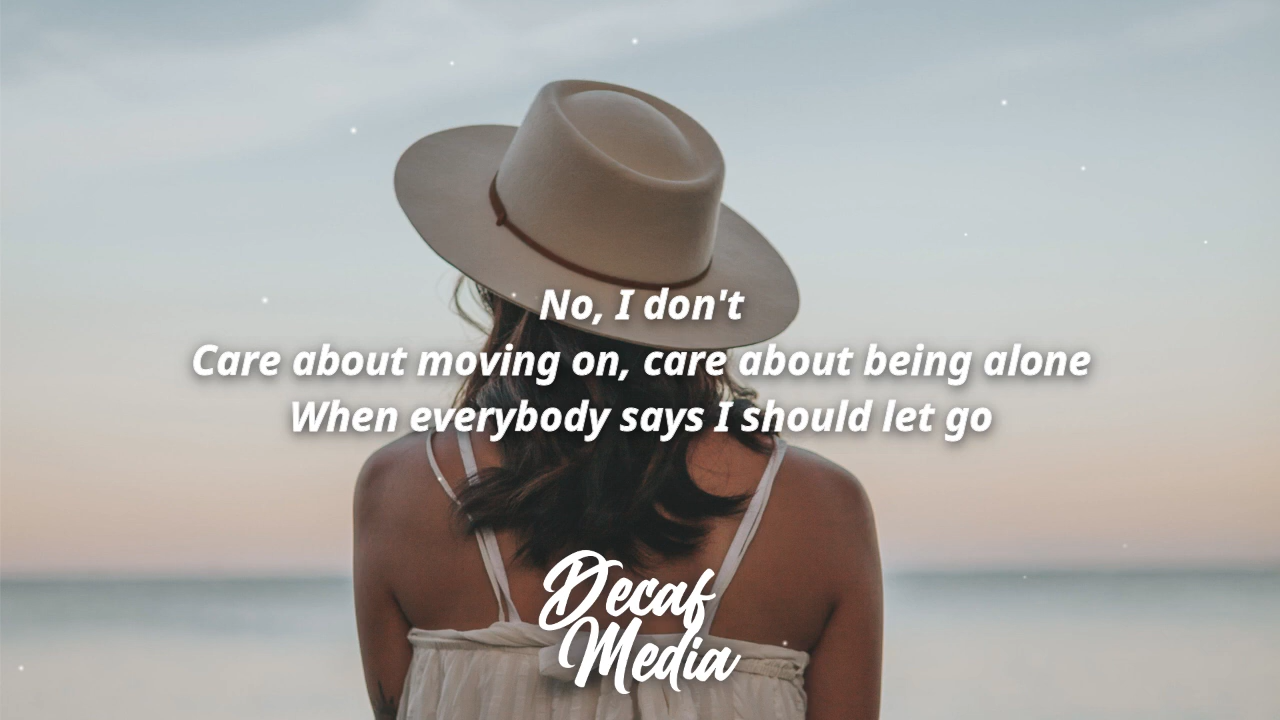 No, I don't
Care about moving on, care about being alone
When everybody says I should let go
Decaf
Media